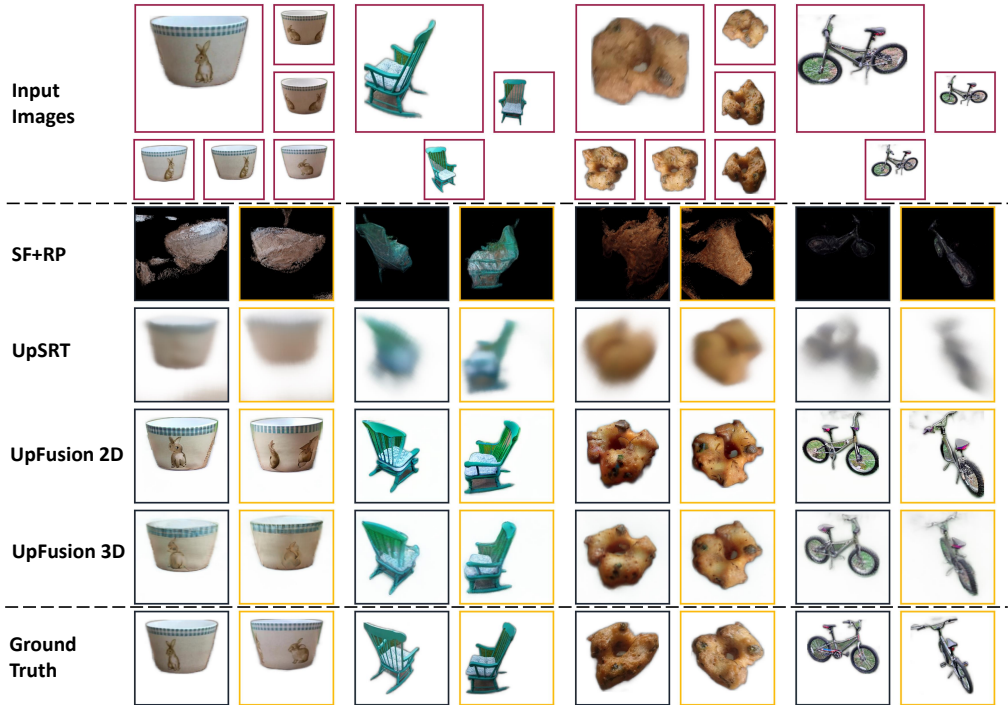 Input
Images
SF+RP
UpSRT
UpFusion 2D
UpFusion 3D
Ground
Truth